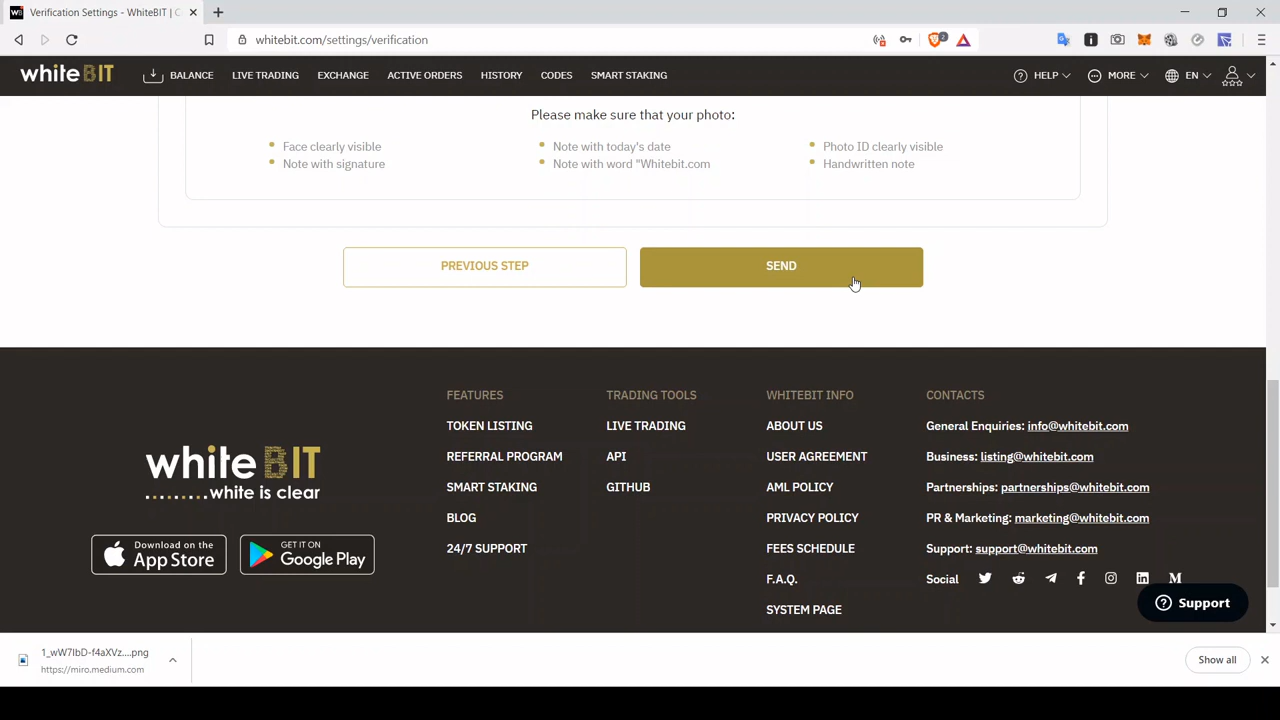 Verification Settings - WhiteBIT | C
whitebit.com/settings/verification
2
whiteBIT
BALANCE
LIVE TRADING
EXCHANGE
ACTIVE ORDERS
HISTORY
CODES
SMART STAKING
HELP
MORE
EN
Please make sure that your photo:
Face clearly visible
Note with today's date
Photo ID clearly visible
Note with signature
Note with word "Whitebit.com
Handwritten note
PREVIOUS STEP
SEND
whiteBIT
white is clear
Download on the
App Store
GET IT ON
Google Play
FEATURES
TOKEN LISTING
REFERRAL PROGRAM
SMART STAKING
BLOG
24/7 SUPPORT
TRADING TOOLS
LIVE TRADING
API
GITHUB
WHITEBIT INFO
ABOUT US
USER AGREEMENT
AML POLICY
PRIVACY POLICY
FEES SCHEDULE
F.A.Q.
SYSTEM PAGE
CONTACTS
General Enquiries: info@whitebit.com
Business: listing@whitebit.com
Partnerships: partnerships@whitebit.com
PR & Marketing: marketing@whitebit.com
Support: support@whitebit.com
Social
Support
1_wW7IbD-f4aXVz....png
https://miro.medium.com
Show all